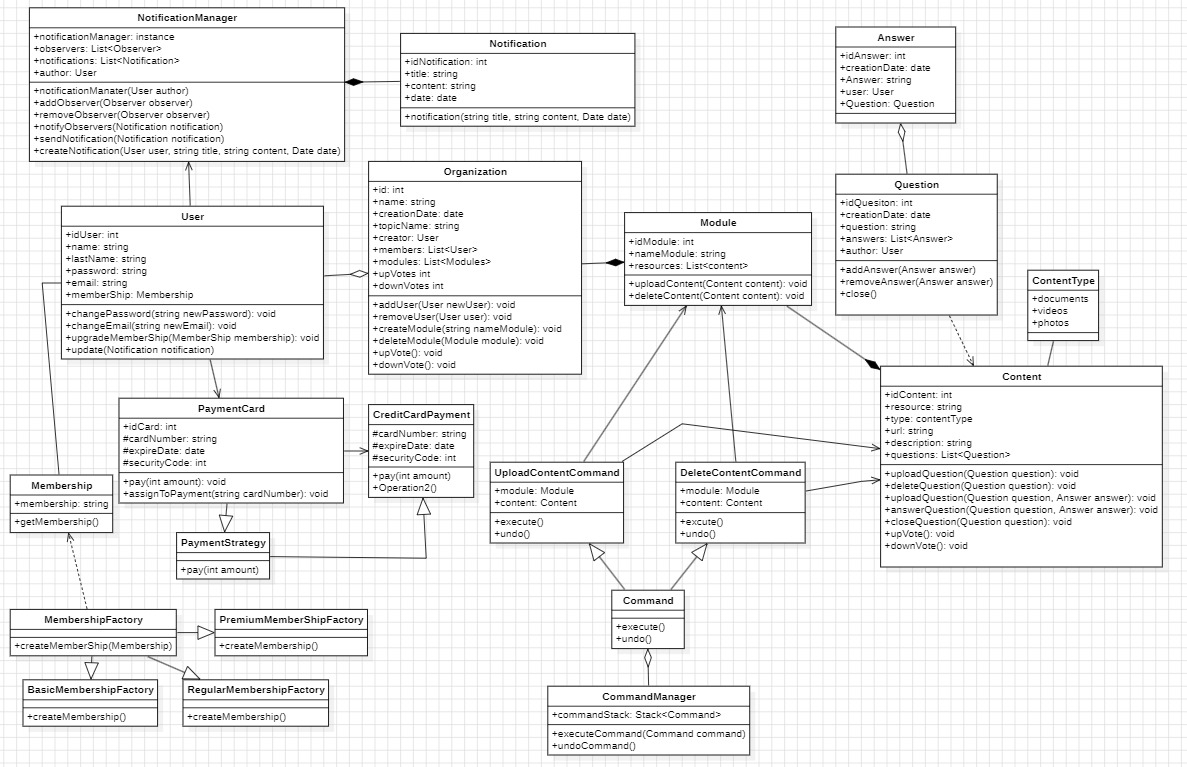 NotificationManager
+notificationManager: instance
+observers: List<Observer>
+notifications: List<Notification>
+author: User
+notificationManater(User author)
+addObserver(Observer observer)
+removeObserver(Observer observer)
+notifyObservers(Notification notification)
+sendNotification(Notification notification)
+createNotification(User user, string title, string content, Date date)
Notification
+idNotification: int
+title: string
+content: string
+date: date
+notification(string title, string content, Date date)
Answer
+idAnswer: int
+creationDate: date
+Answer: string
+user: User
+Question: Question
Organization
+id: int
+name: string
+creationDate: date
+topicName: string
+creator: User
+members: List<User>
+modules: List<Modules>
+upVotes int
+downVotes int
+addUser(User newUser): void
+removeUser(User user): void
+createModule(string nameModule): void
+deleteModule(Module module): void
+upVote(): void
+downVote(): void
Question
+idQuesiton: int
+creationDate: date
+question: string
+answers: List<Answer>
+author: User
+addAnswer(Answer answer)
+removeAnswer(Answer answer)
+close()
User
+idUser: int
+name: string
+lastName: string
+password: string
+email: string
+memberShip: Membership
+changePassword(string newPassword): void
+changeEmail(string newEmail): void
+upgradeMemberShip(MemberShip membership): void
+update(Notification notification)
Module
+idModule: int
+nameModule: string
+resources: List<content>
+uploadContent(Content content): void
+deleteContent(Content content): void
ContentType
+documents
+videos
+photos
Content
+idContent: int
+resource: string
+type: contentType
+url: string
+description: string
+questions: List<Question>
+uploadQuestion(Question question): void
+deleteQuestion(Question question): void
+uploadQuestion(Question question, Answer answer): void
+answerQuestion(Question question, Answer answer): void
+closeQuestion(Question question): void
+upVote(): void
+downVote(): void
PaymentCard
+idCard: int
#cardNumber: string
#expireDate: date
#securityCode: int
+pay(int amount): void
+assignToPayment(string cardNumber): void
CreditCardPayment
#cardNumber: string
#expireDate: date
#securityCode: int
+pay(int amount)
+Operation2()
UploadContentCommand
+module: Module
+content: Content
+execute()
+undo()
DeleteContentCommand
+module: Module
+content: Content
+excute()
+undo()
Membership
+membership: string
+getMembership()
PaymentStrategy
+pay(int amount)
Command
+execute()
+undo()
MembershipFactory
+createMemberShip(Membership)
PremiumMemberShipFactory
+createMembership()
BasicMembershipFactory
+createMembership()
RegularMembershipFactory
+createMembership()
CommandManager
+commandStack: Stack<Command>
+executeCommand(Command command)
+undoCommand()